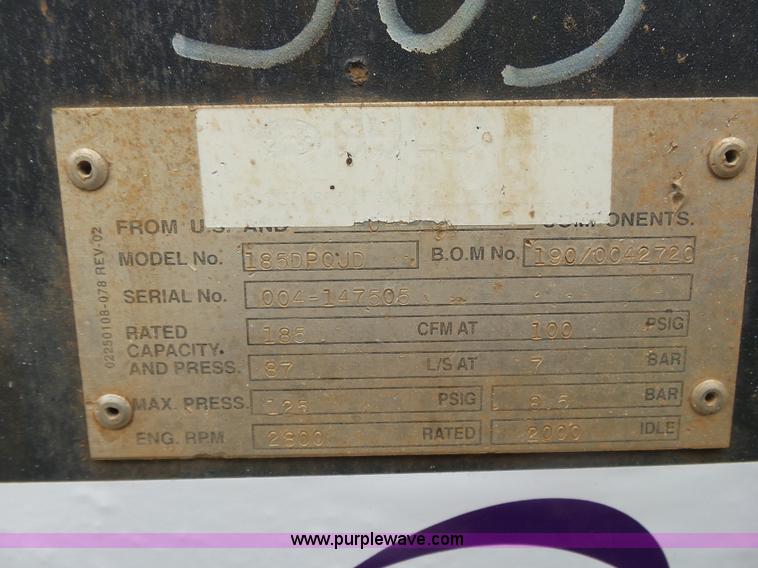 FROM U.S. AND COMPONENTS.
MODEL No. 185DPQJD B.O.M No. 190/0042720
SERIAL No. 004-147505
RATED CAPACITY AND PRESS. 185 CFM AT 100 PSIG
87 L/S AT 7 BAR
MAX. PRESS. 125 PSIG 8.5 BAR
ENG. RPM 2800 RATED 2000 IDLE
02250108-078 REV-02
www.purplewave.com